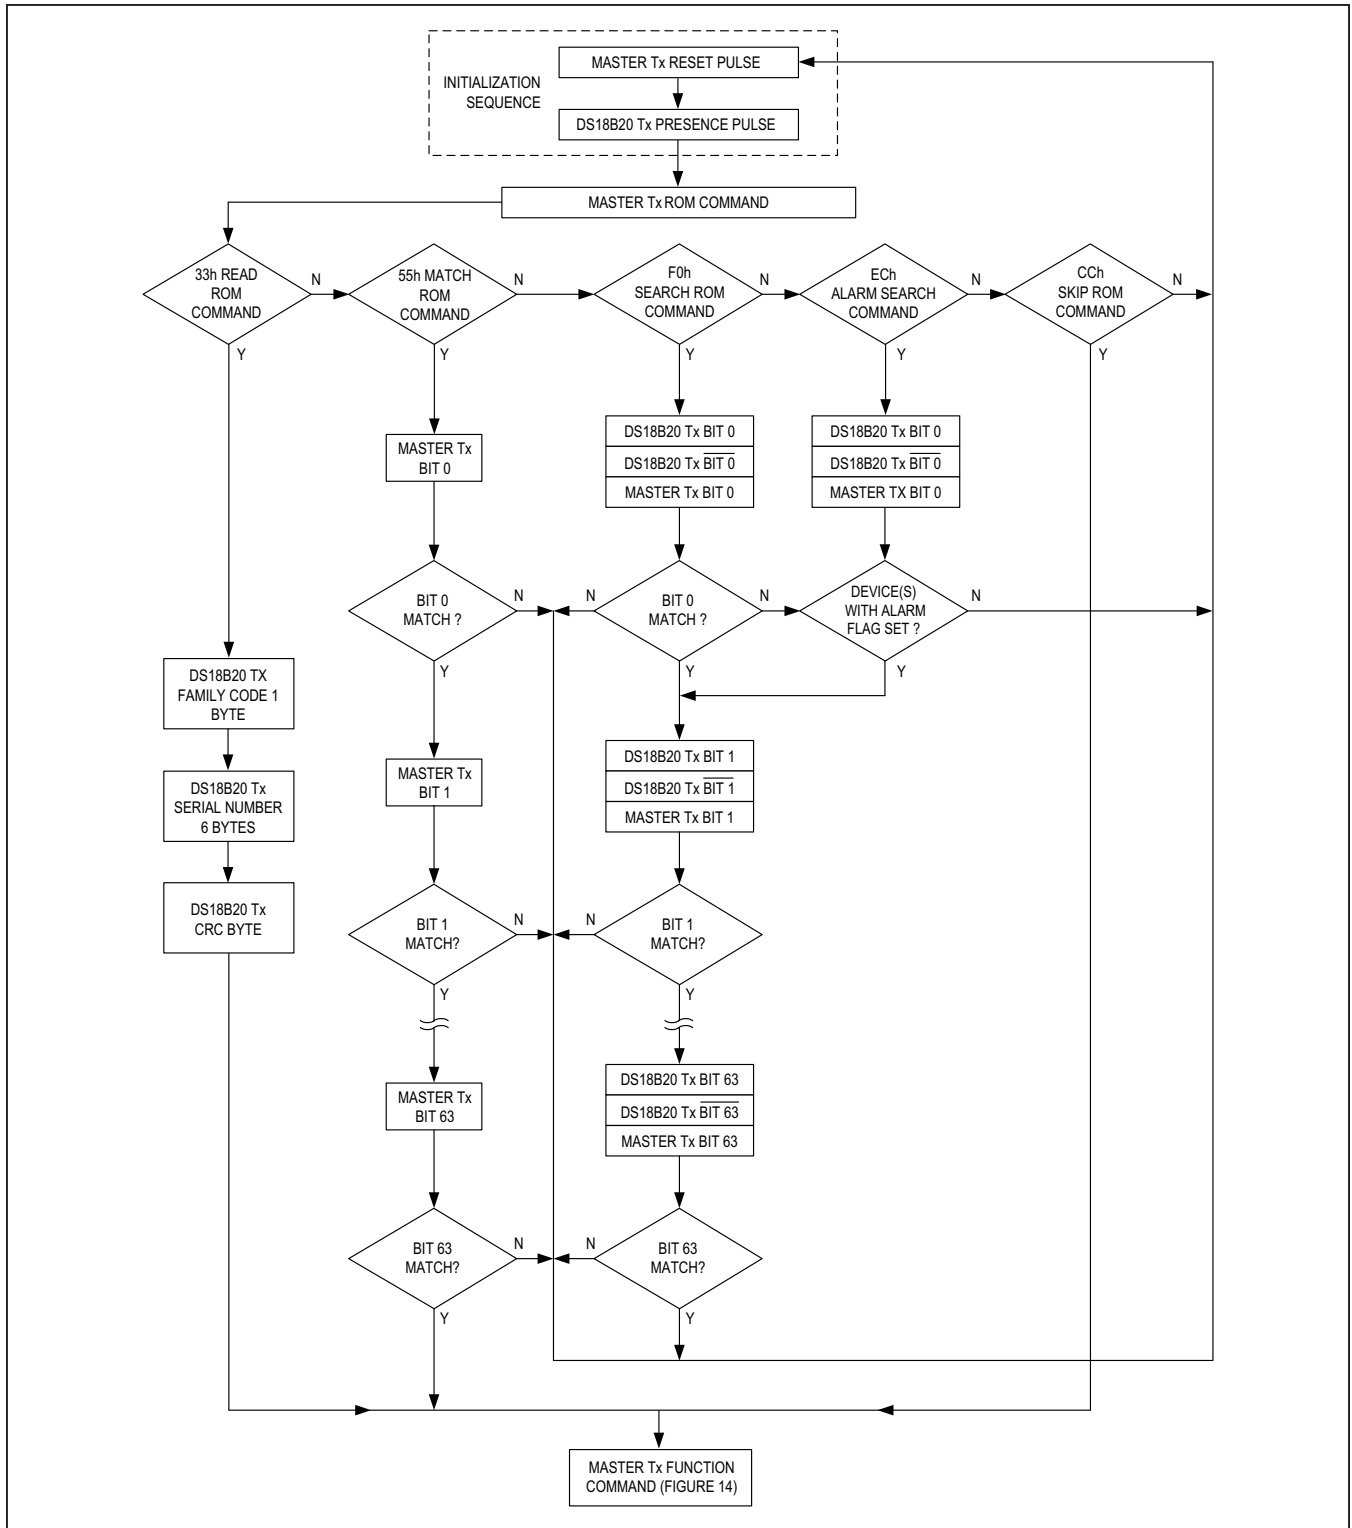 MASTER Tx RESET PULSE
INITIALIZATION
SEQUENCE
DS18B20 Tx PRESENCE PULSE
MASTER Tx ROM COMMAND
33h READ
ROM
COMMAND
N
Y
55h MATCH
ROM
COMMAND
N
Y
F0h
SEARCH ROM
COMMAND
N
Y
ECh
ALARM SEARCH
COMMAND
N
Y
CCh
SKIP ROM
COMMAND
N
Y
MASTER Tx
BIT 0
DS18B20 Tx BIT 0
DS18B20 Tx B̅I̅T̅ ̅0̅
MASTER Tx BIT 0
DS18B20 Tx BIT 0
DS18B20 Tx B̅I̅T̅ ̅0̅
MASTER TX BIT 0
BIT 0
MATCH ?
N
Y
N
BIT 0
MATCH ?
N
Y
DEVICE(S)
WITH ALARM
FLAG SET ?
N
Y
DS18B20 TX
FAMILY CODE 1
BYTE
DS18B20 Tx
SERIAL NUMBER
6 BYTES
DS18B20 Tx
CRC BYTE
MASTER Tx
BIT 1
DS18B20 Tx BIT 1
DS18B20 Tx B̅I̅T̅ ̅1̅
MASTER Tx BIT 1
BIT 1
MATCH?
N
Y
N
BIT 1
MATCH?
Y
MASTER Tx
BIT 63
DS18B20 Tx BIT 63
DS18B20 Tx B̅I̅T̅ ̅6̅3̅
MASTER Tx BIT 63
BIT 63
MATCH?
N
Y
N
BIT 63
MATCH?
Y
MASTER Tx FUNCTION
COMMAND (FIGURE 14)